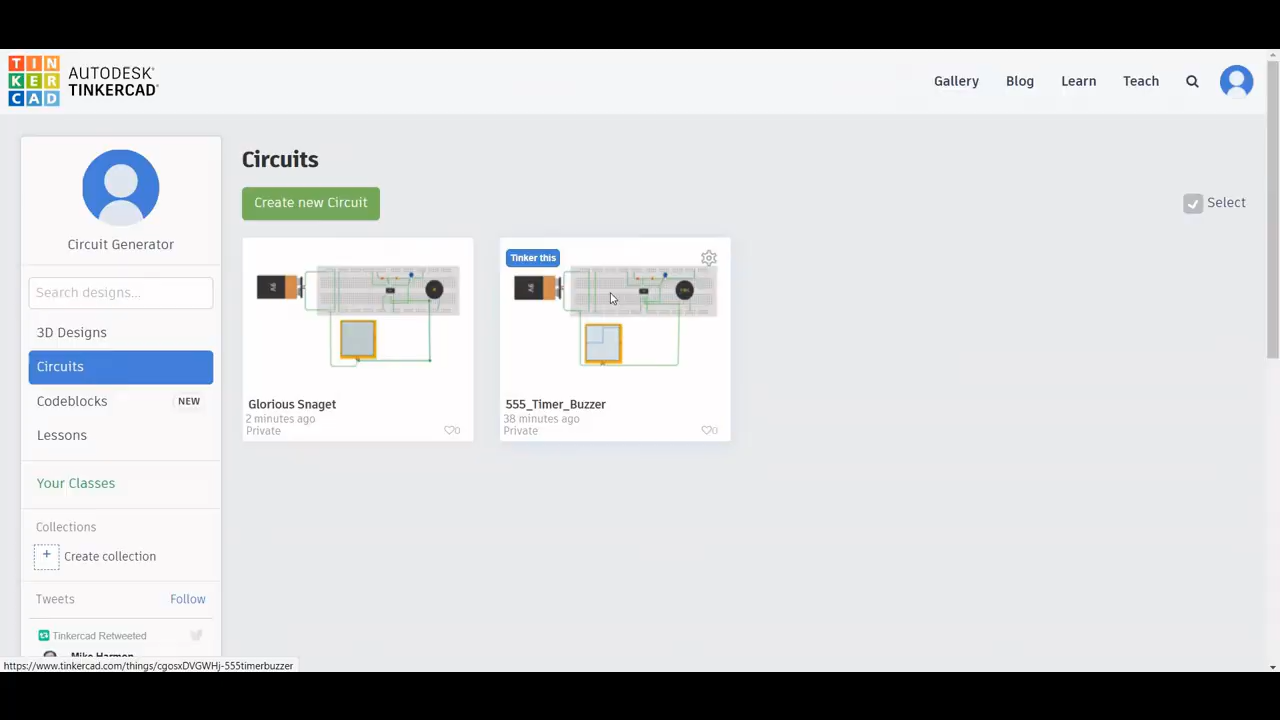 TIN
KER
CAD
AUTODESK®
TINKERCAD®
Gallery
Blog
Learn
Teach
Circuit Generator
Search designs...
3D Designs
Circuits
Codeblocks
NEW
Lessons
Your Classes
Collections
+
Create collection
Tweets
Follow
Tinkercad Retweeted
Mike Harmon
Circuits
Create new Circuit
Select
Glorious Snaget
2 minutes ago
Private
0
Tinker this
555_Timer_Buzzer
38 minutes ago
Private
0
https://www.tinkercad.com/things/cgosxDVGWHj-555timerbuzzer